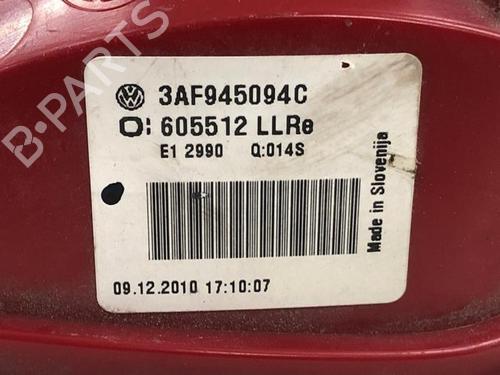 B-PARTS
3AF945094C
O: 605512 LLRe
E1 2990 Q:014S
Made in Slovenija
09.12.2010 17:10:07